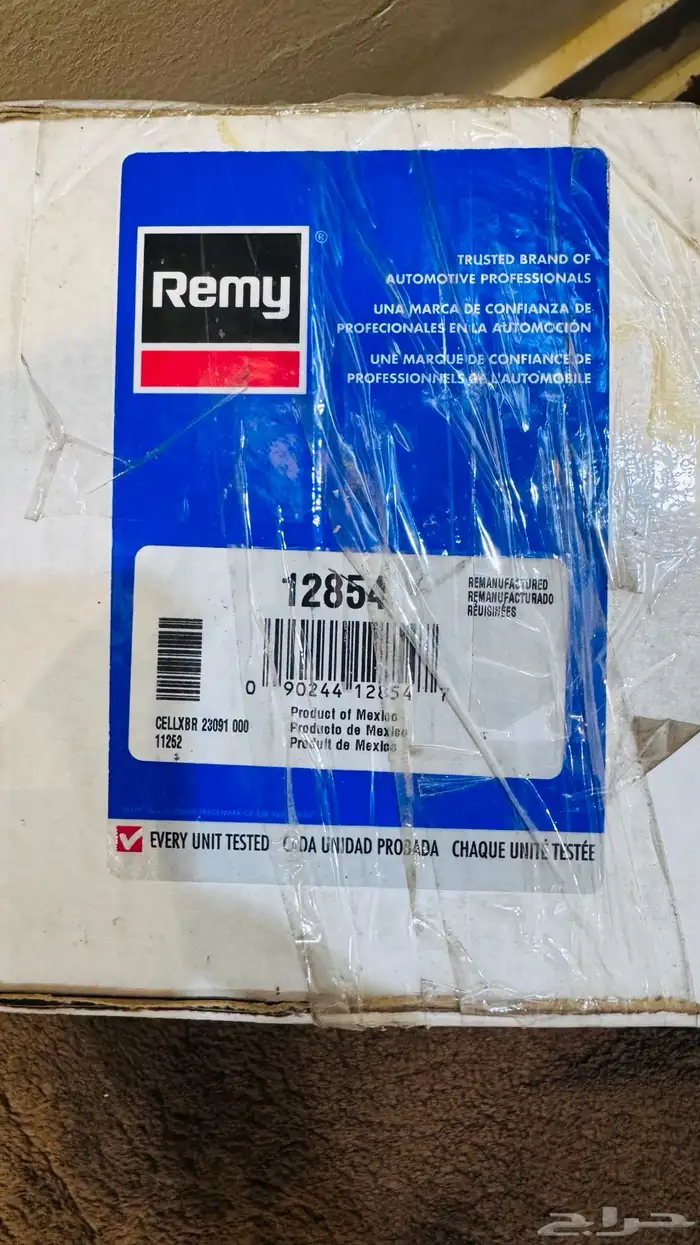 Remy
®
TRUSTED BRAND OF
AUTOMOTIVE PROFESSIONALS
UNA MARCA DE CONFIANZA DE
PROFECIONALES EN LA AUTOMOCIÓN
UNE MARQUE DE CONFIANCE DE
PROFESSIONNELS DE L'AUTOMOBILE
12854
REMANUFACTURED
REMANUFACTURADO
RÉUISINÉES
0 90244 12854 7
CELLXBR 23091 000
11252
Product of Mexico
Producto de Mexico
Produit de Mexico
EVERY UNIT TESTED CADA UNIDAD PROBADA CHAQUE UNITÉ TESTÉE
حراج